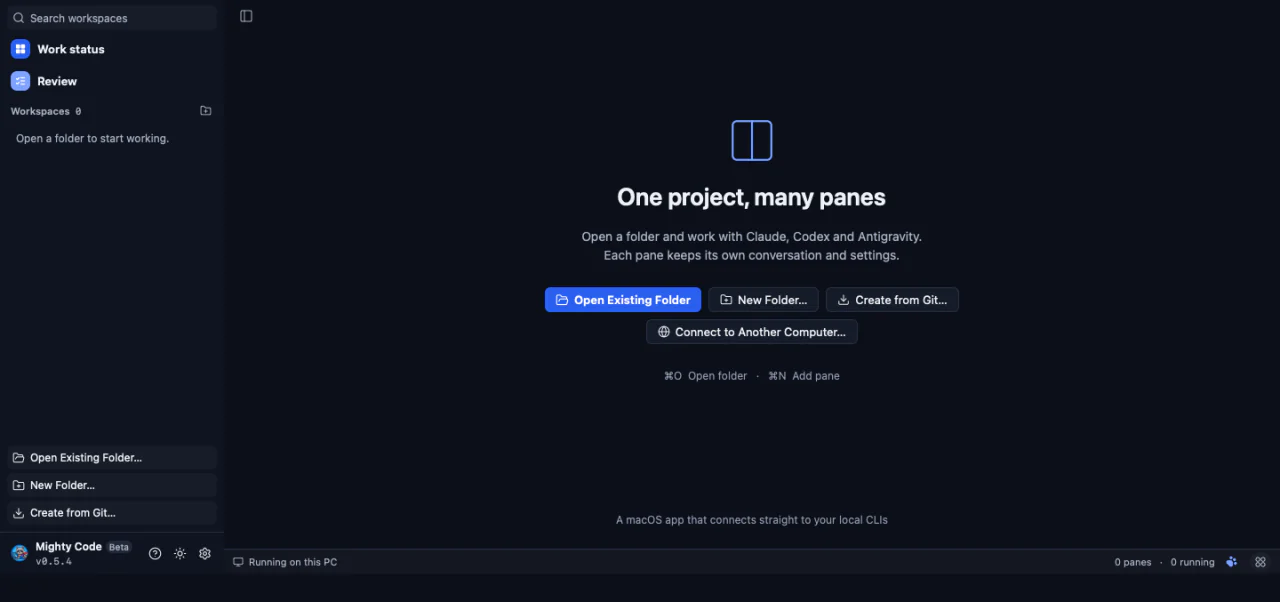 Search workspaces
Work status
Review
Workspaces 0
Open a folder to start working.
One project, many panes
Open a folder and work with Claude, Codex and Antigravity.
Each pane keeps its own conversation and settings.
Open Existing Folder
New Folder...
Create from Git...
Connect to Another Computer...
⌘O Open folder · ⌘N Add pane
A macOS app that connects straight to your local CLIs
Open Existing Folder...
New Folder...
Create from Git...
Mighty Code Beta
v0.5.4
Running on this PC
0 panes · 0 running